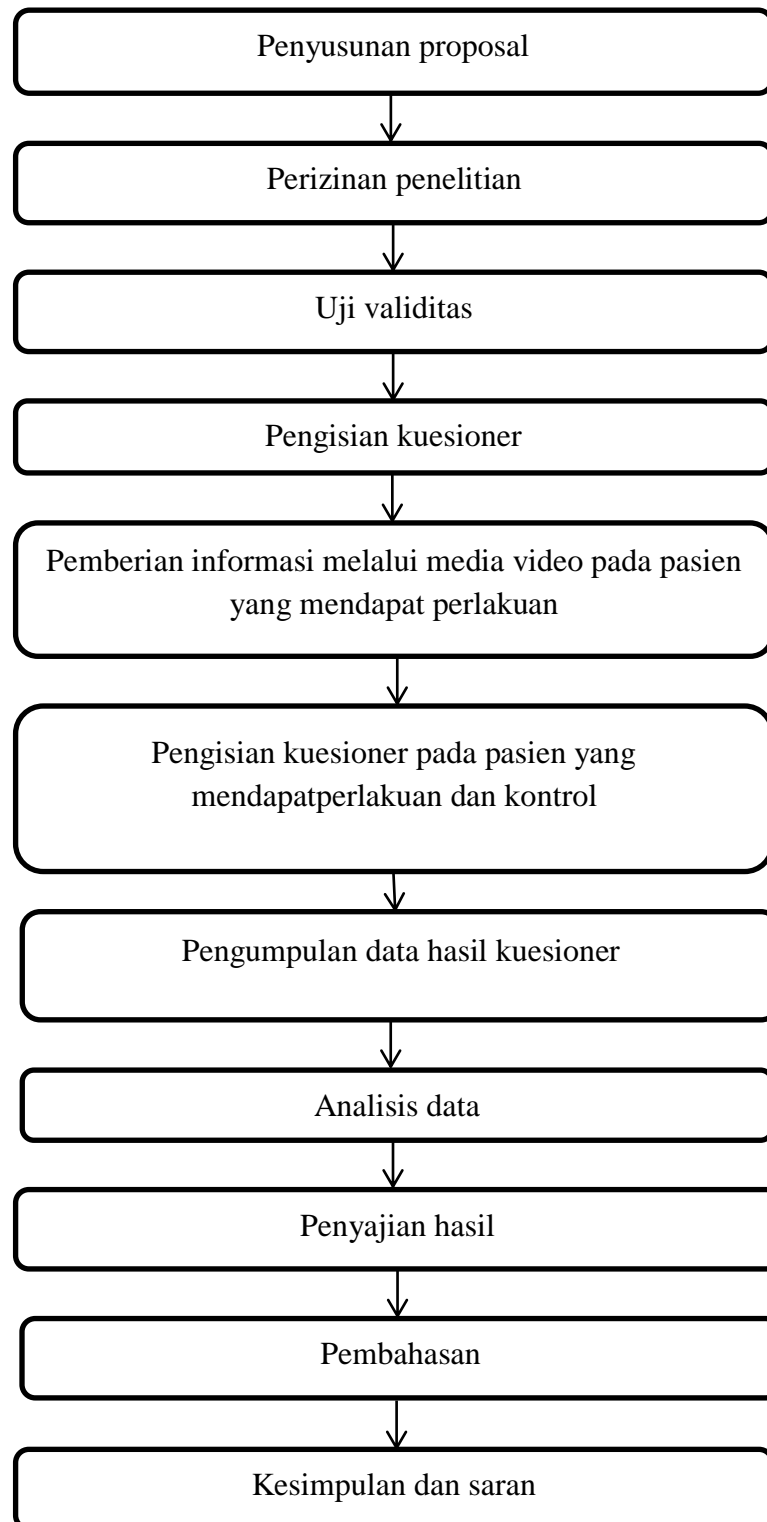 Penyusunan proposal
Perizinan penelitian
Uji validitas
Pengisian kuesioner
Pemberian informasi melalui media video pada pasien
yang mendapat perlakuan
Pengisian kuesioner pada pasien yang
mendapatperlakuan dan kontrol
Pengumpulan data hasil kuesioner
Analisis data
Penyajian hasil
Pembahasan
Kesimpulan dan saran